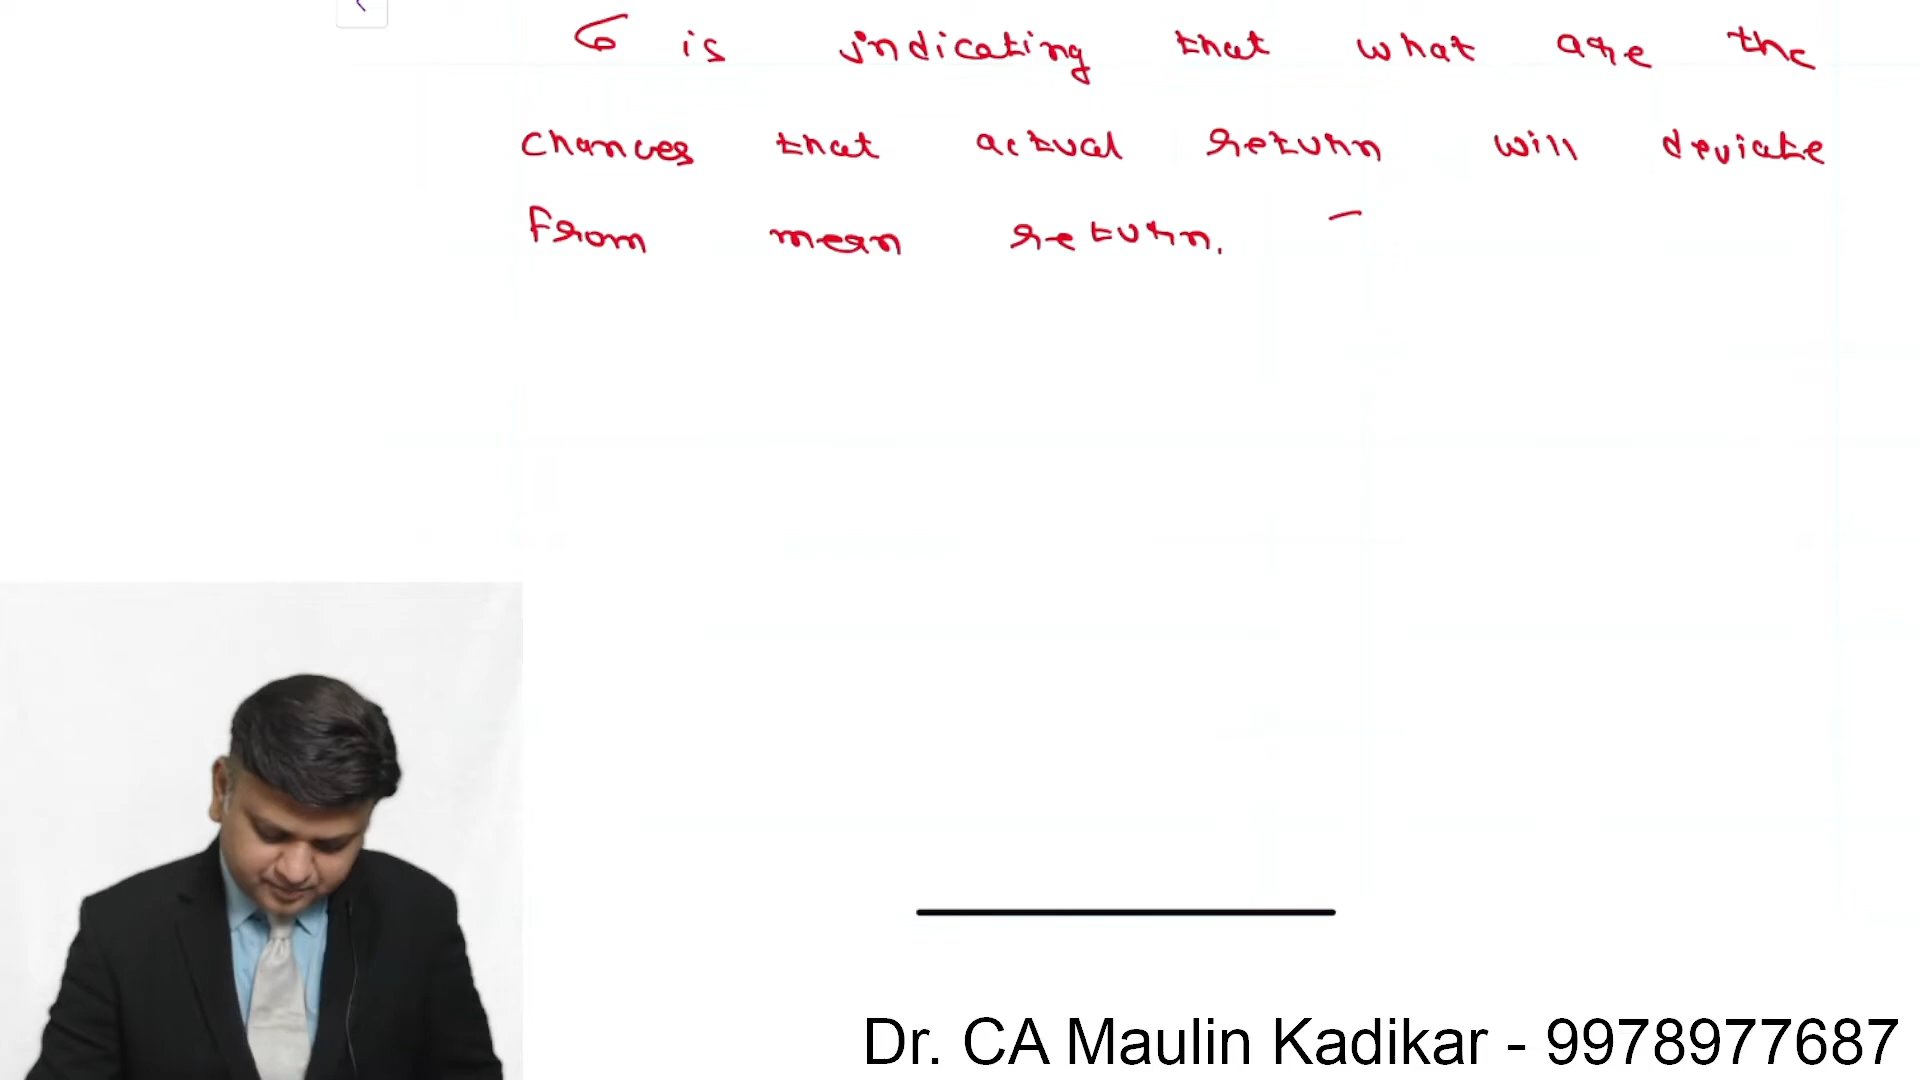 σ is indicating that what are the
chances that actual return will deviate
from mean return.
Dr. CA Maulin Kadikar - 9978977687